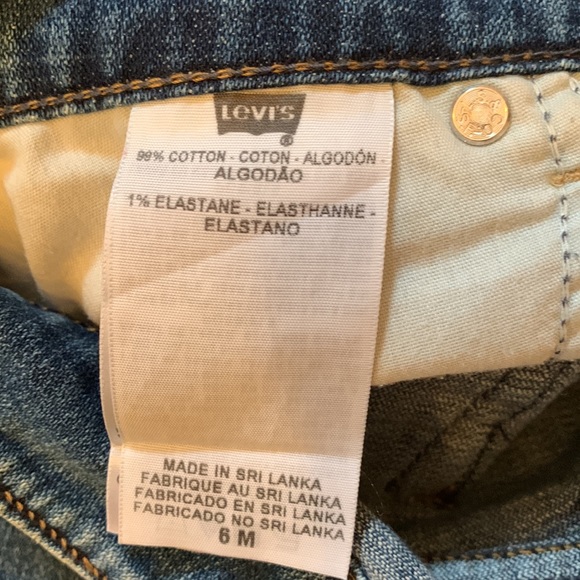 LEVI'S
®
99% COTTON - COTON - ALGODÓN -
ALGODÃO
1% ELASTANE - ELASTHANNE -
ELASTANO
MADE IN SRI LANKA
FABRIQUE AU SRI LANKA
FABRICADO EN SRI LANKA
FABRICADO NO SRI LANKA
6 M